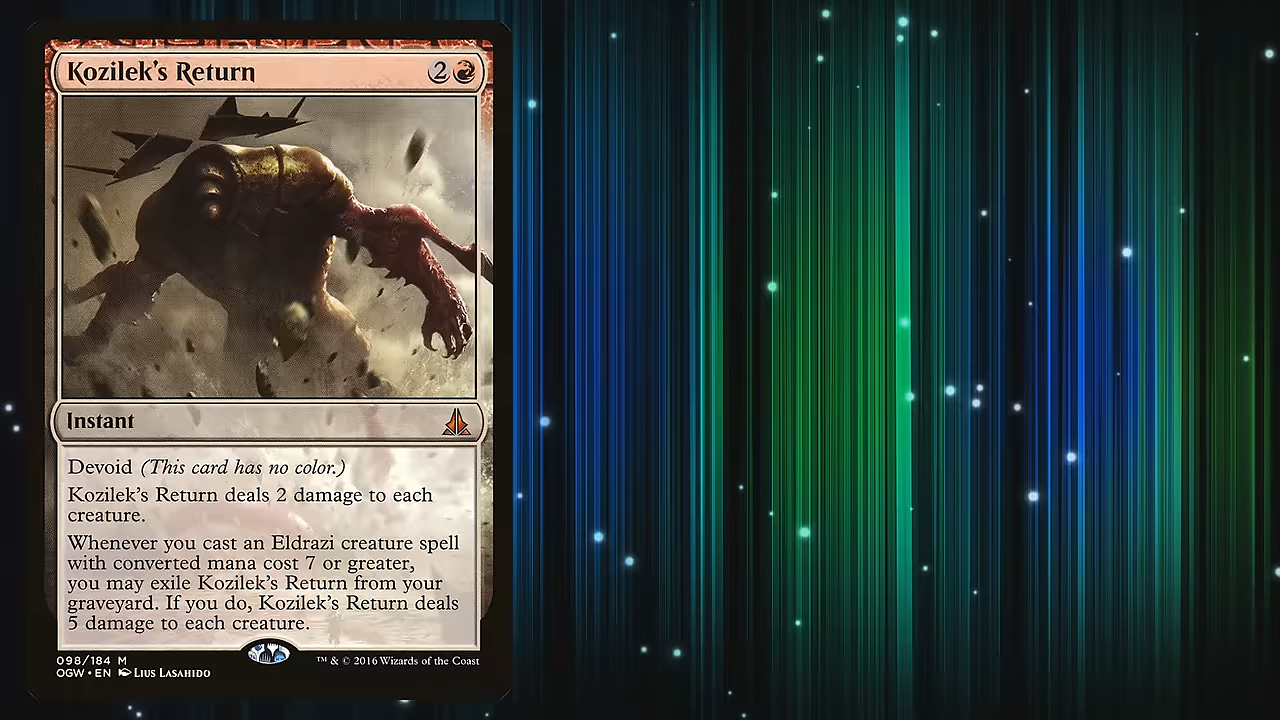 Kozilek's Return 2
Instant
Devoid (This card has no color.)
Kozilek's Return deals 2 damage to each
creature.
Whenever you cast an Eldrazi creature spell
with converted mana cost 7 or greater,
you may exile Kozilek's Return from your
graveyard. If you do, Kozilek's Return deals
5 damage to each creature.
098/184 M
OGW • EN Lius Lasahido
™ & © 2016 Wizards of the Coast